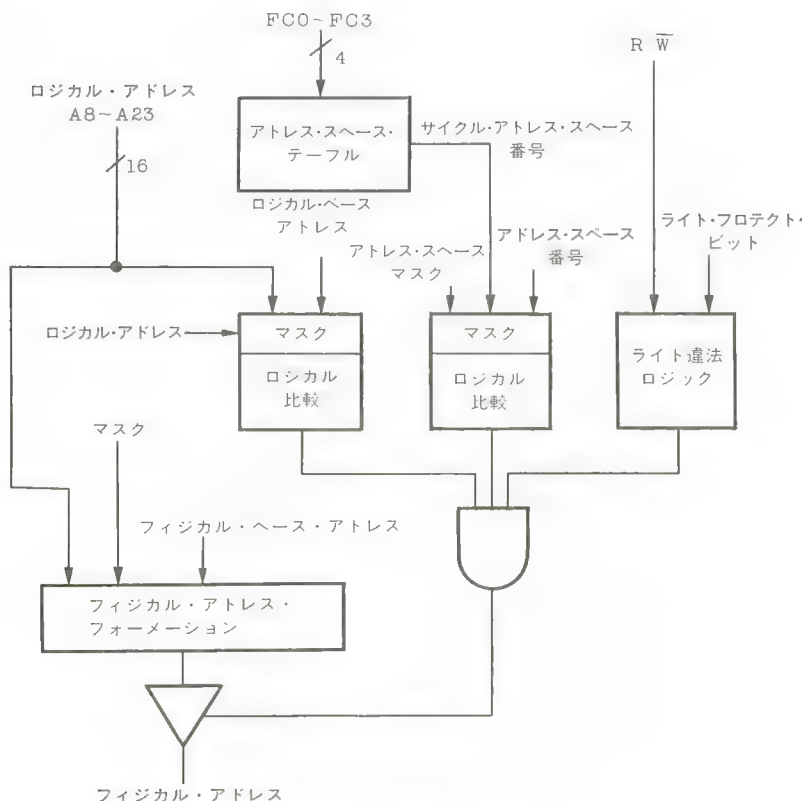 FC0~FC3
4
R W̅
ロジカル・アドレス
A8~A23
16
アトレス・スヘース・
テーフル
サイクル・アトレス・スヘース
番号
ロジカル・ベース
アトレス
アトレス・スヘース
マスク
アドレス・スペース
番号
ライト・フロテクト・
ビット
ロジカル・アドレス
マスク
ロシカル
比較
マスク
ロジカル
比較
ライト違法
ロジック
マスク
フィジカル・ヘース・アトレス
フィジカル・アトレス・
フォーメーション
フィジカル・アドレス